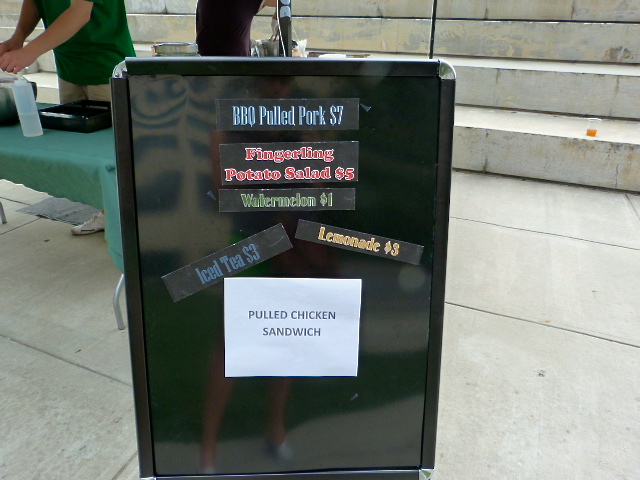 BBQ Pulled Pork $7
Fingerling
Potato Salad $5
Watermelon $1
Iced Tea $3
Lemonade $3
PULLED CHICKEN
SANDWICH